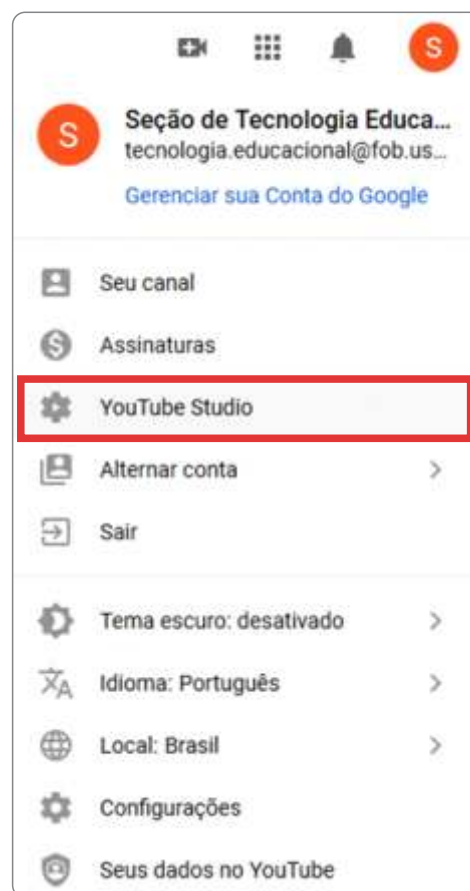 S
S
Seção de Tecnologia Educa...
tecnologia.educacional@fob.us...
Gerenciar sua Conta do Google
Seu canal
Assinaturas
YouTube Studio
Alternar conta
Sair
Tema escuro: desativado
Idioma: Português
Local: Brasil
Configurações
Seus dados no YouTube